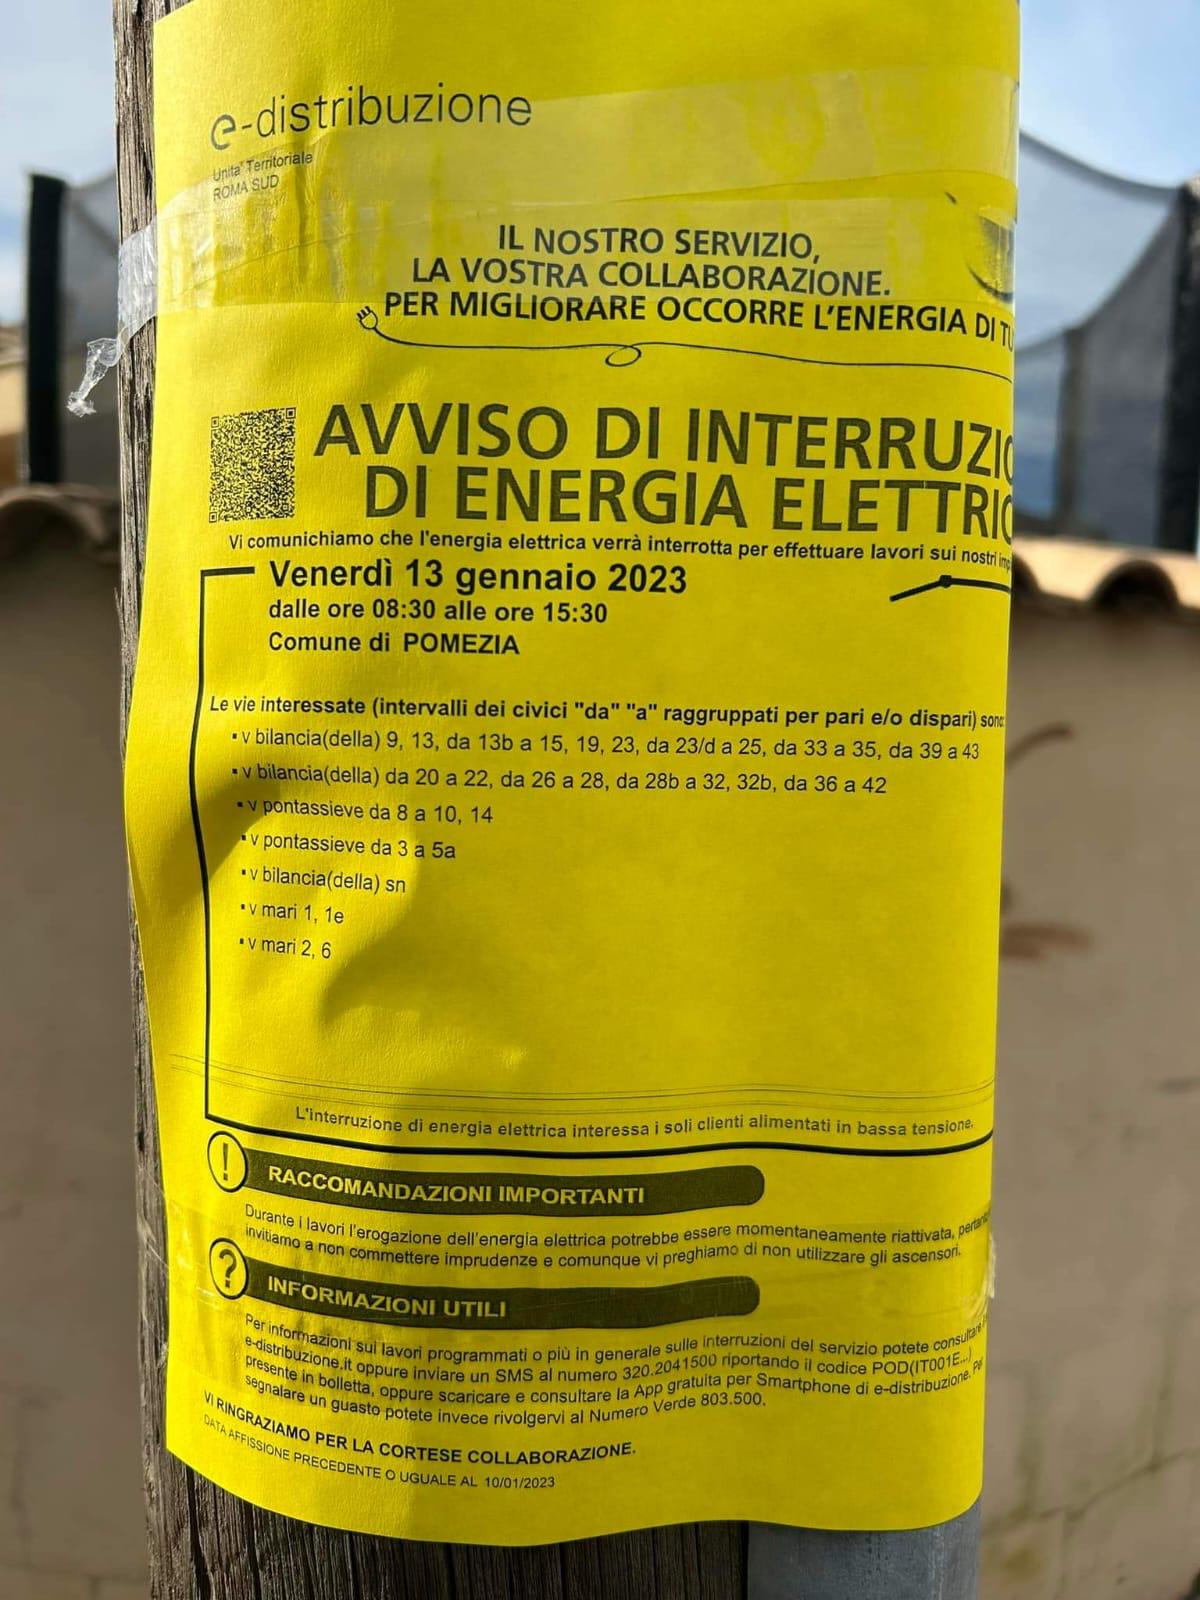 e-distribuzione
Unita' Territoriale
ROMA SUD
IL NOSTRO SERVIZIO,
LA VOSTRA COLLABORAZIONE.
PER MIGLIORARE OCCORRE L'ENERGIA DI
AVVISO DI
DI ENERGIA
Vi comunichiamo che l'energia elettrica verrà interrotta per effettuare lavori sui nostri
Venerdì 13 gennaio 2023
dalle ore 08:30 alle ore 15:30
Comune di POMEZIA
Le vie interessate (intervalli dei civici "da" "a" raggruppati per pari e/o dispari) sono:
▪ v bilancia(della) 9, 13, da 13b a 15, 19, 23, da 23/d a 25, da 33 a 35, da 39 a 43
▪ v bilancia(della) da 20 a 22, da 26 a 28, da 28b a 32, 32b, da 36 a 42
▪ v pontassieve da 8 a 10, 14
▪ v pontassieve da 3 a 5a
▪ v bilancia(della) sn
▪ v mari 1, 1e
▪ v mari 2, 6
L'interruzione di energia elettrica interessa i soli clienti alimentati in bassa tensione.
! RACCOMANDAZIONI IMPORTANTI
Durante i lavori l'erogazione dell'energia elettrica potrebbe essere momentaneamente riattivata,
invitiamo a non commettere imprudenze e comunque vi preghiamo di non utilizzare gli ascensori.
? INFORMAZIONI UTILI
Per informazioni sui lavori programmati o più in generale sulle interruzioni del servizio potete consultare
e-distribuzione.it oppure inviare un SMS al numero 320.2041500 riportando il codice POD(IT001E...)
presente in bolletta, oppure scaricare e consultare la App gratuita per Smartphone di e-distribuzione. Per
segnalare un guasto potete invece rivolgervi al Numero Verde 803.500.
VI RINGRAZIAMO PER LA CORTESE COLLABORAZIONE.
DATA AFFISSIONE PRECEDENTE O UGUALE AL 10/01/2023